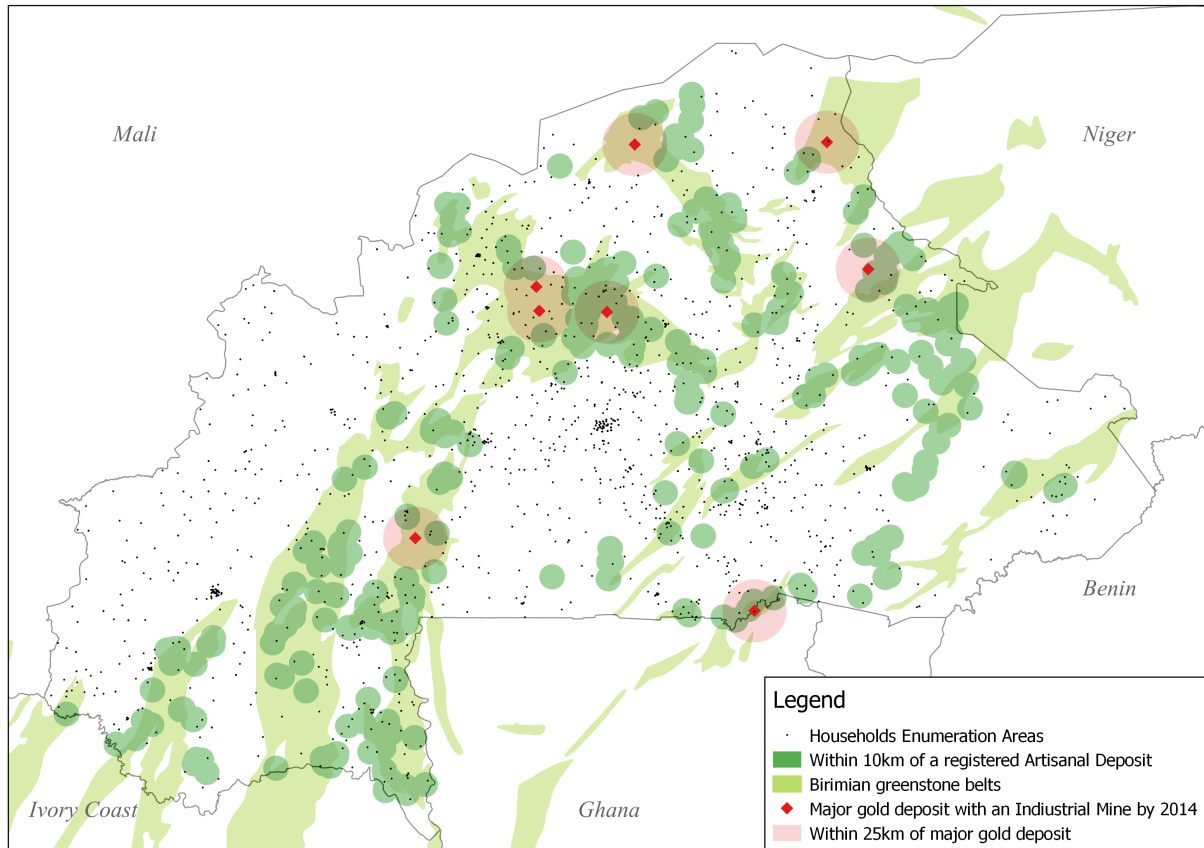 Mali
Niger
Benin
Ghana
Ivory Coast
Legend
Households Enumeration Areas
Within 10km of a registered Artisanal Deposit
Birimian greenstone belts
Major gold deposit with an Indiustrial Mine by 2014
Within 25km of major gold deposit